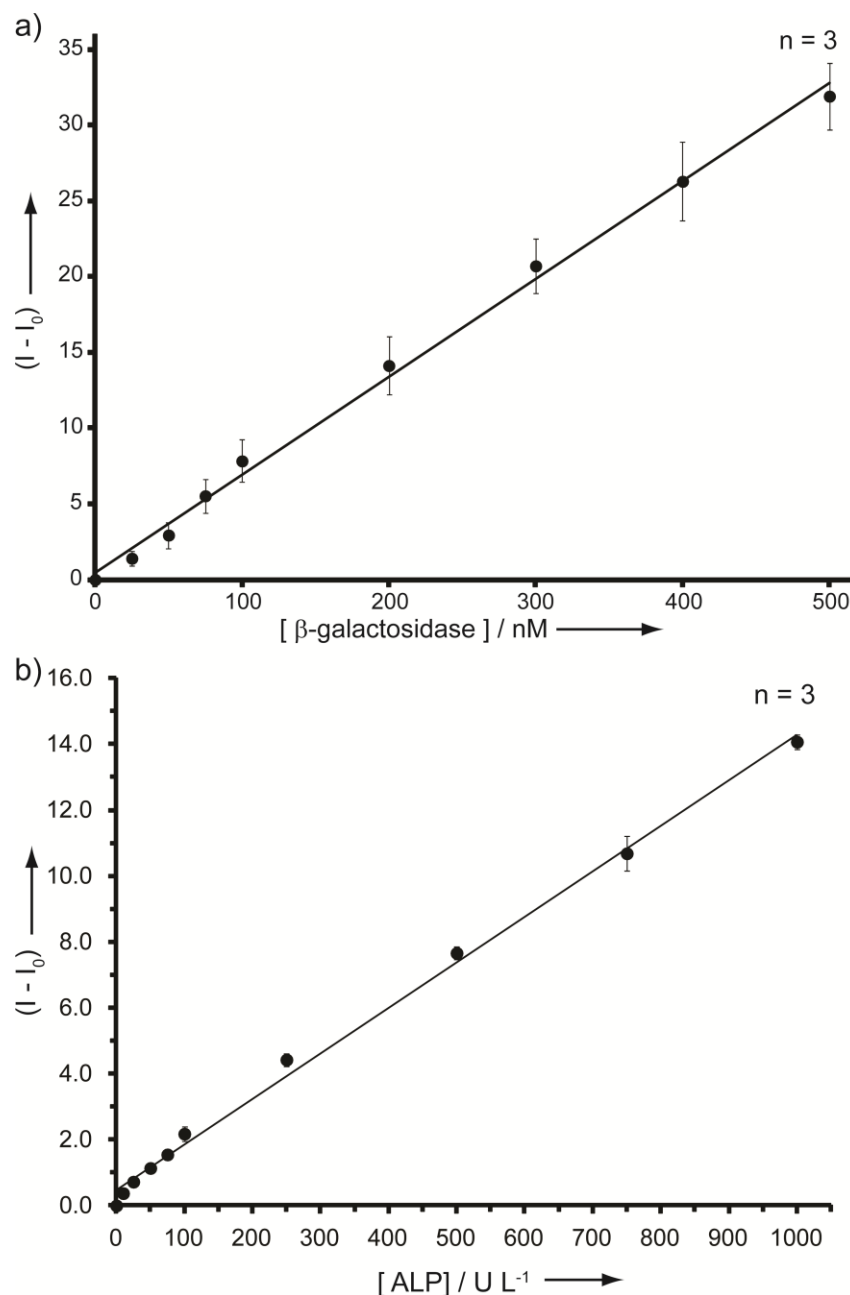 a)
n = 3
35
30
25
20
15
10
5
0
(I - I₀)
0 100 200 300 400 500
[ β-galactosidase ] / nM
b)
n = 3
16.0
14.0
12.0
10.0
8.0
6.0
4.0
2.0
0.0
(I - I₀)
0 100 200 300 400 500 600 700 800 900 1000
[ ALP] / U L⁻¹